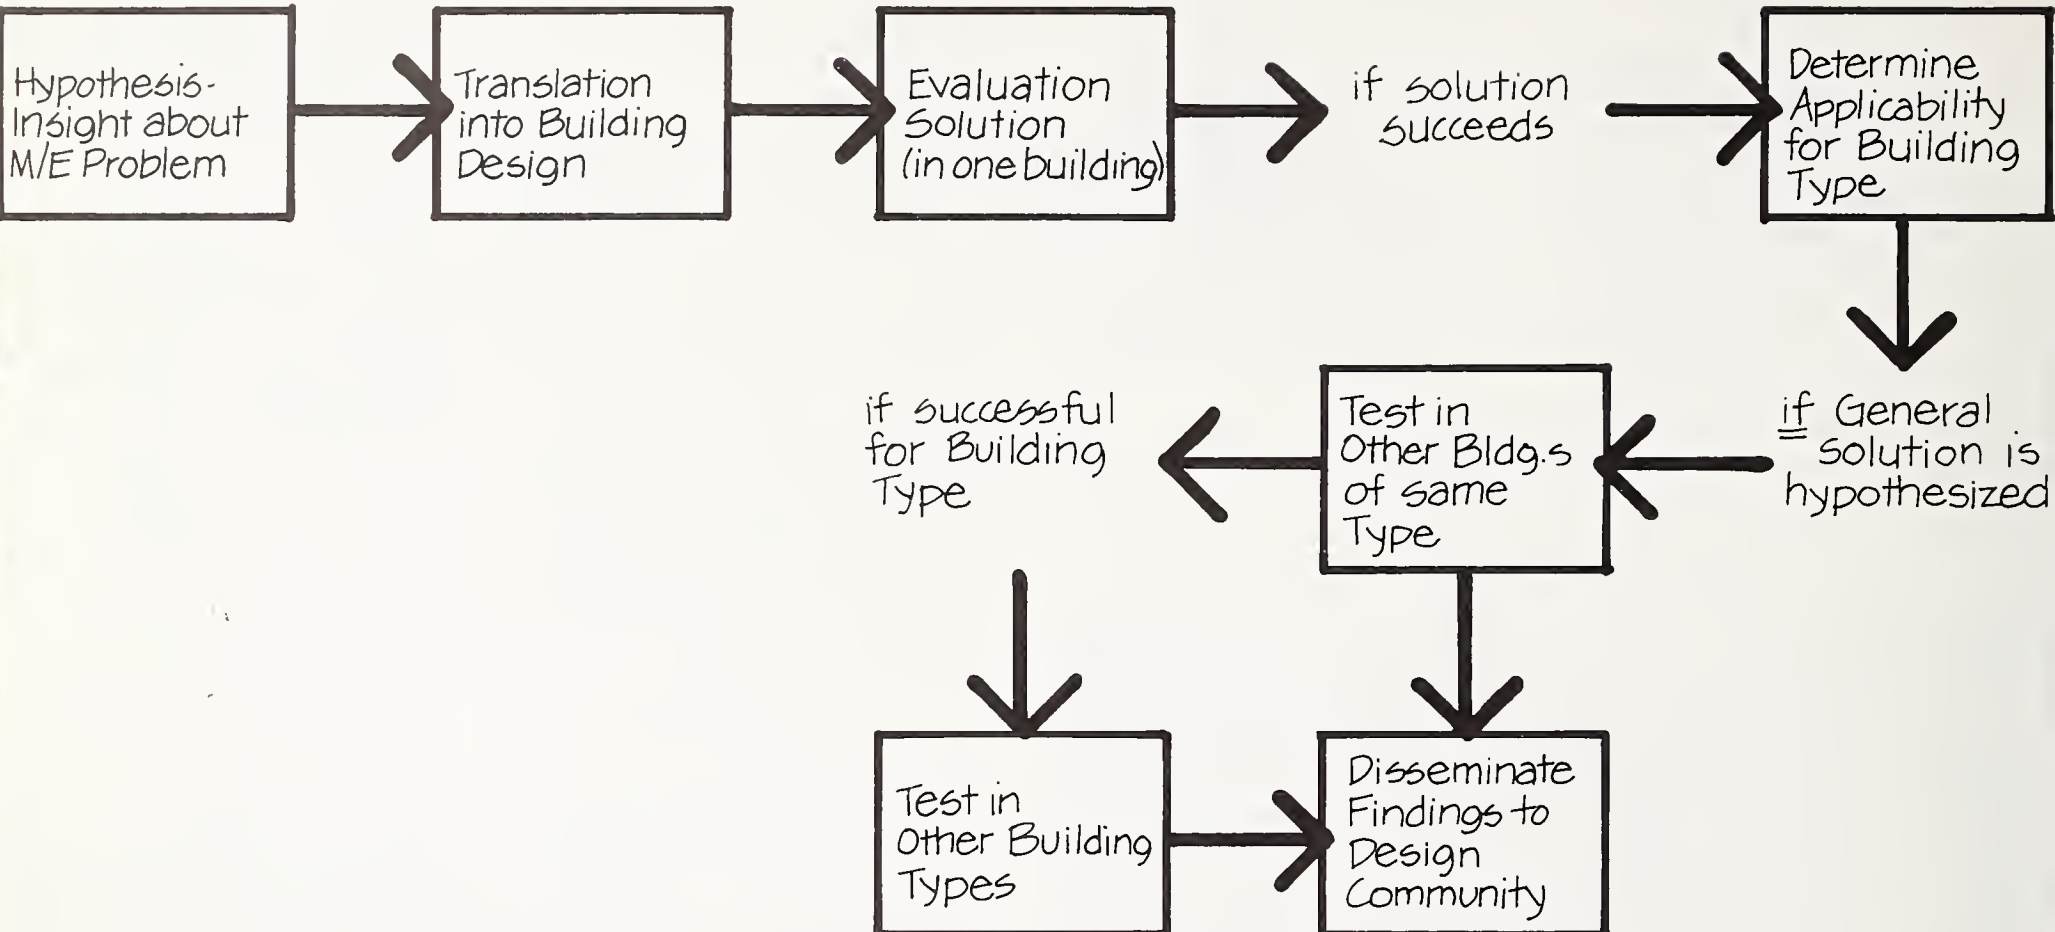 Hypothesis-
Insight about
M/E Problem
Translation
into Building
Design
Evaluation
Solution
(in one building)
if solution
succeeds
Determine
Applicability
for Building
Type
if General
solution is
hypothesized
Test in
Other Bldg.s
of same
Type
if successful
for Building
Type
Test in
Other Building
Types
Disseminate
Findings to
Design
Community